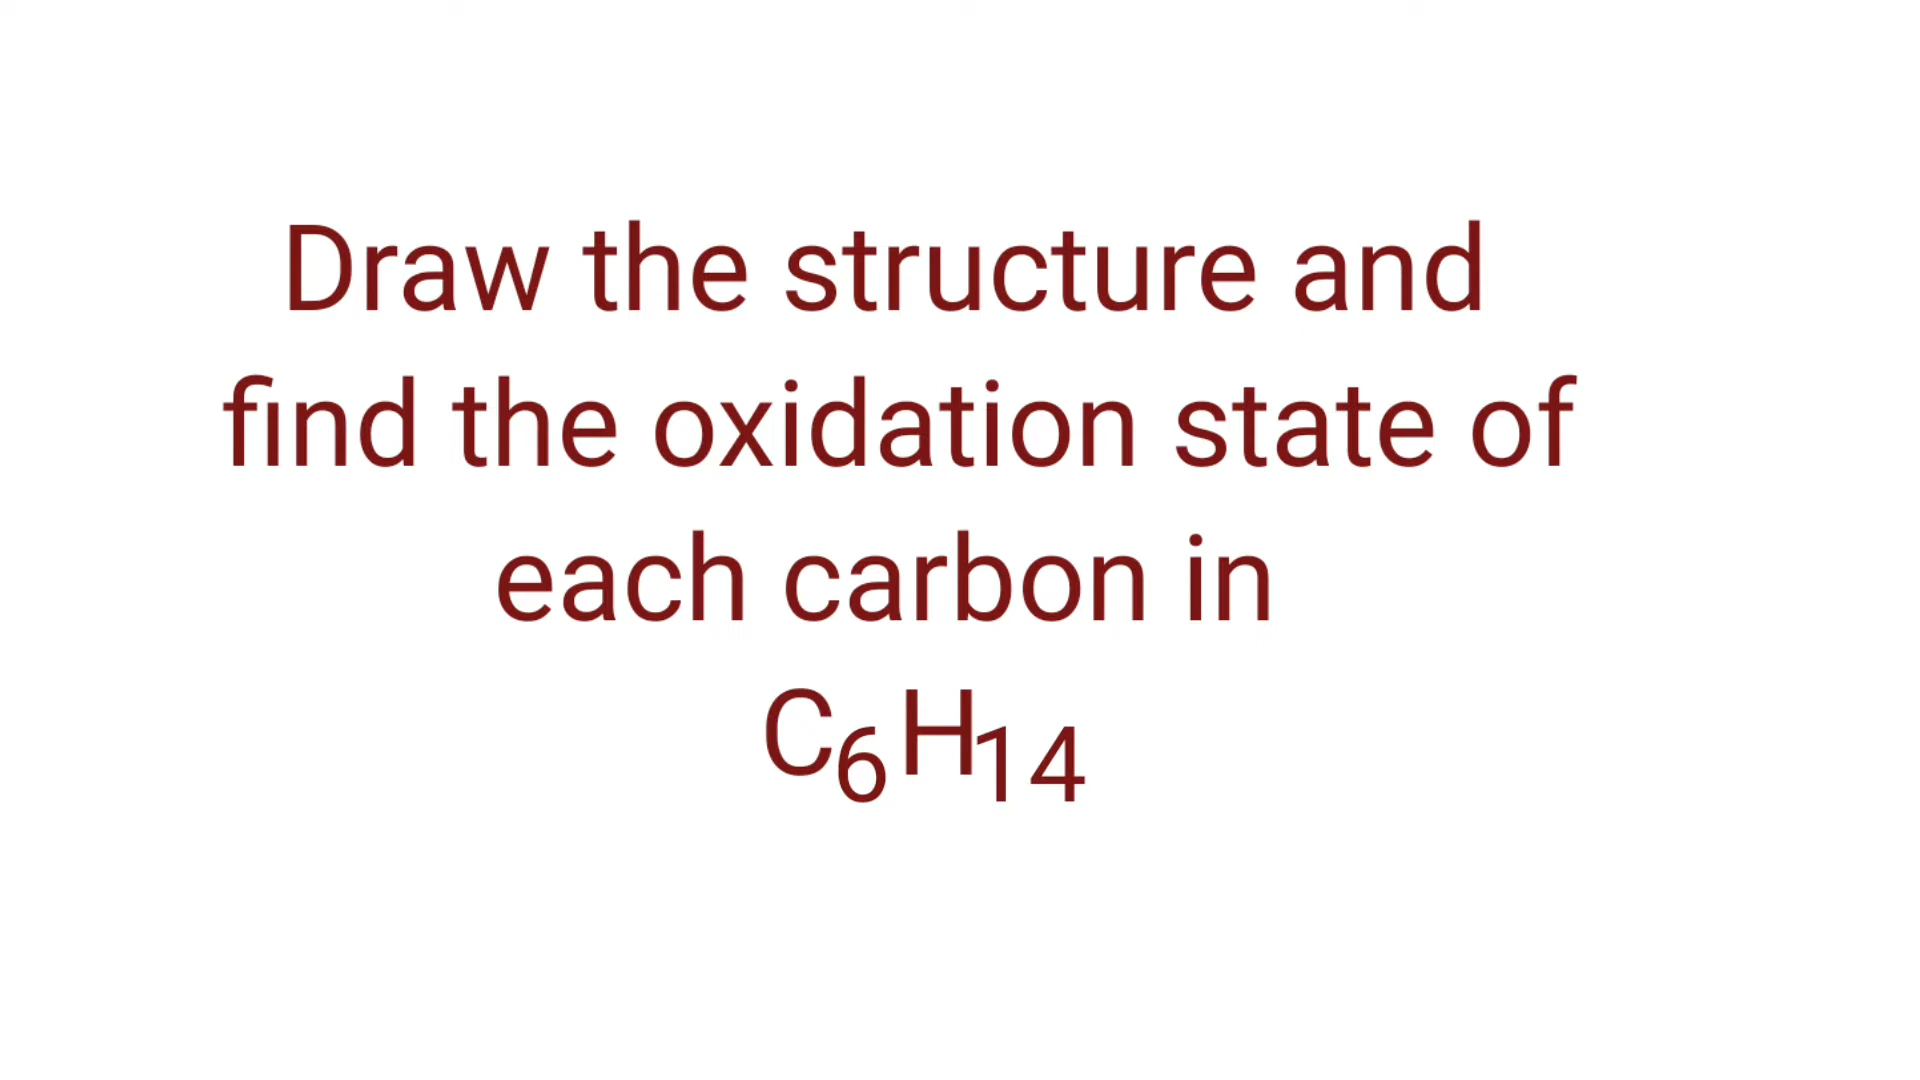 Draw the structure and
find the oxidation state of
each carbon in
C₆H₁₄